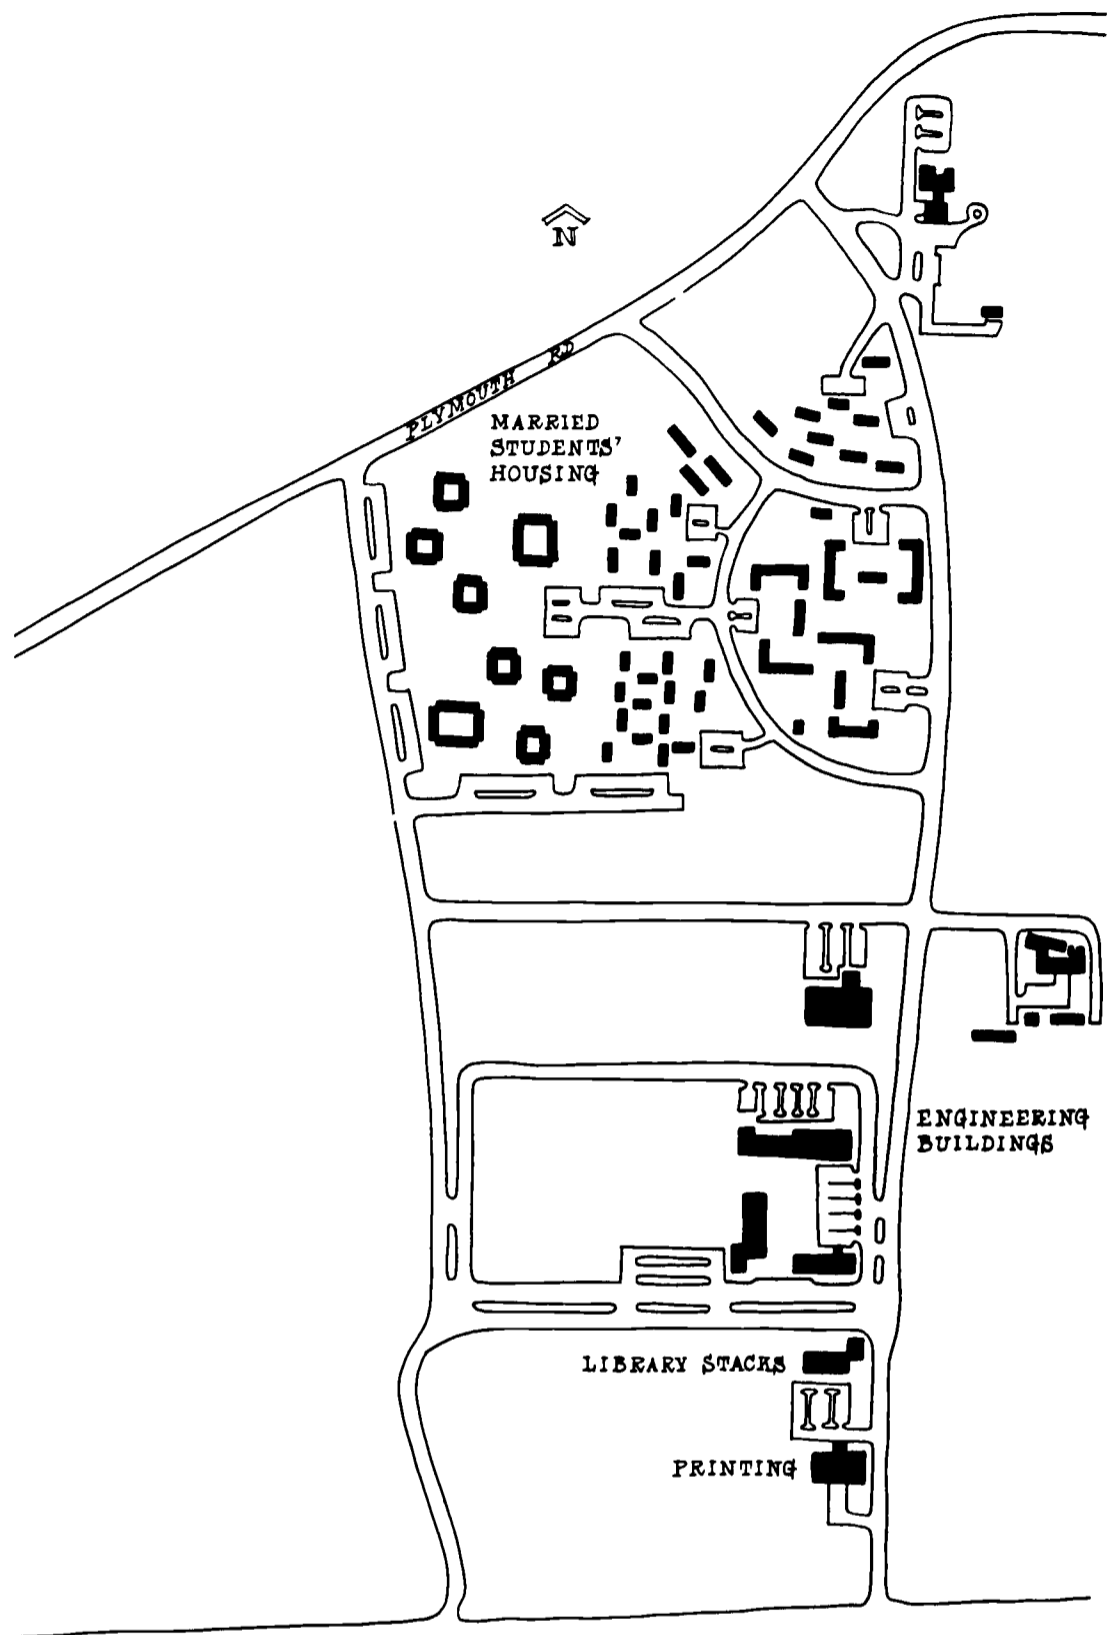 N
PLYMOUTH RD
MARRIED
STUDENTS'
HOUSING
ENGINEERING
BUILDINGS
LIBRARY STACKS
PRINTING